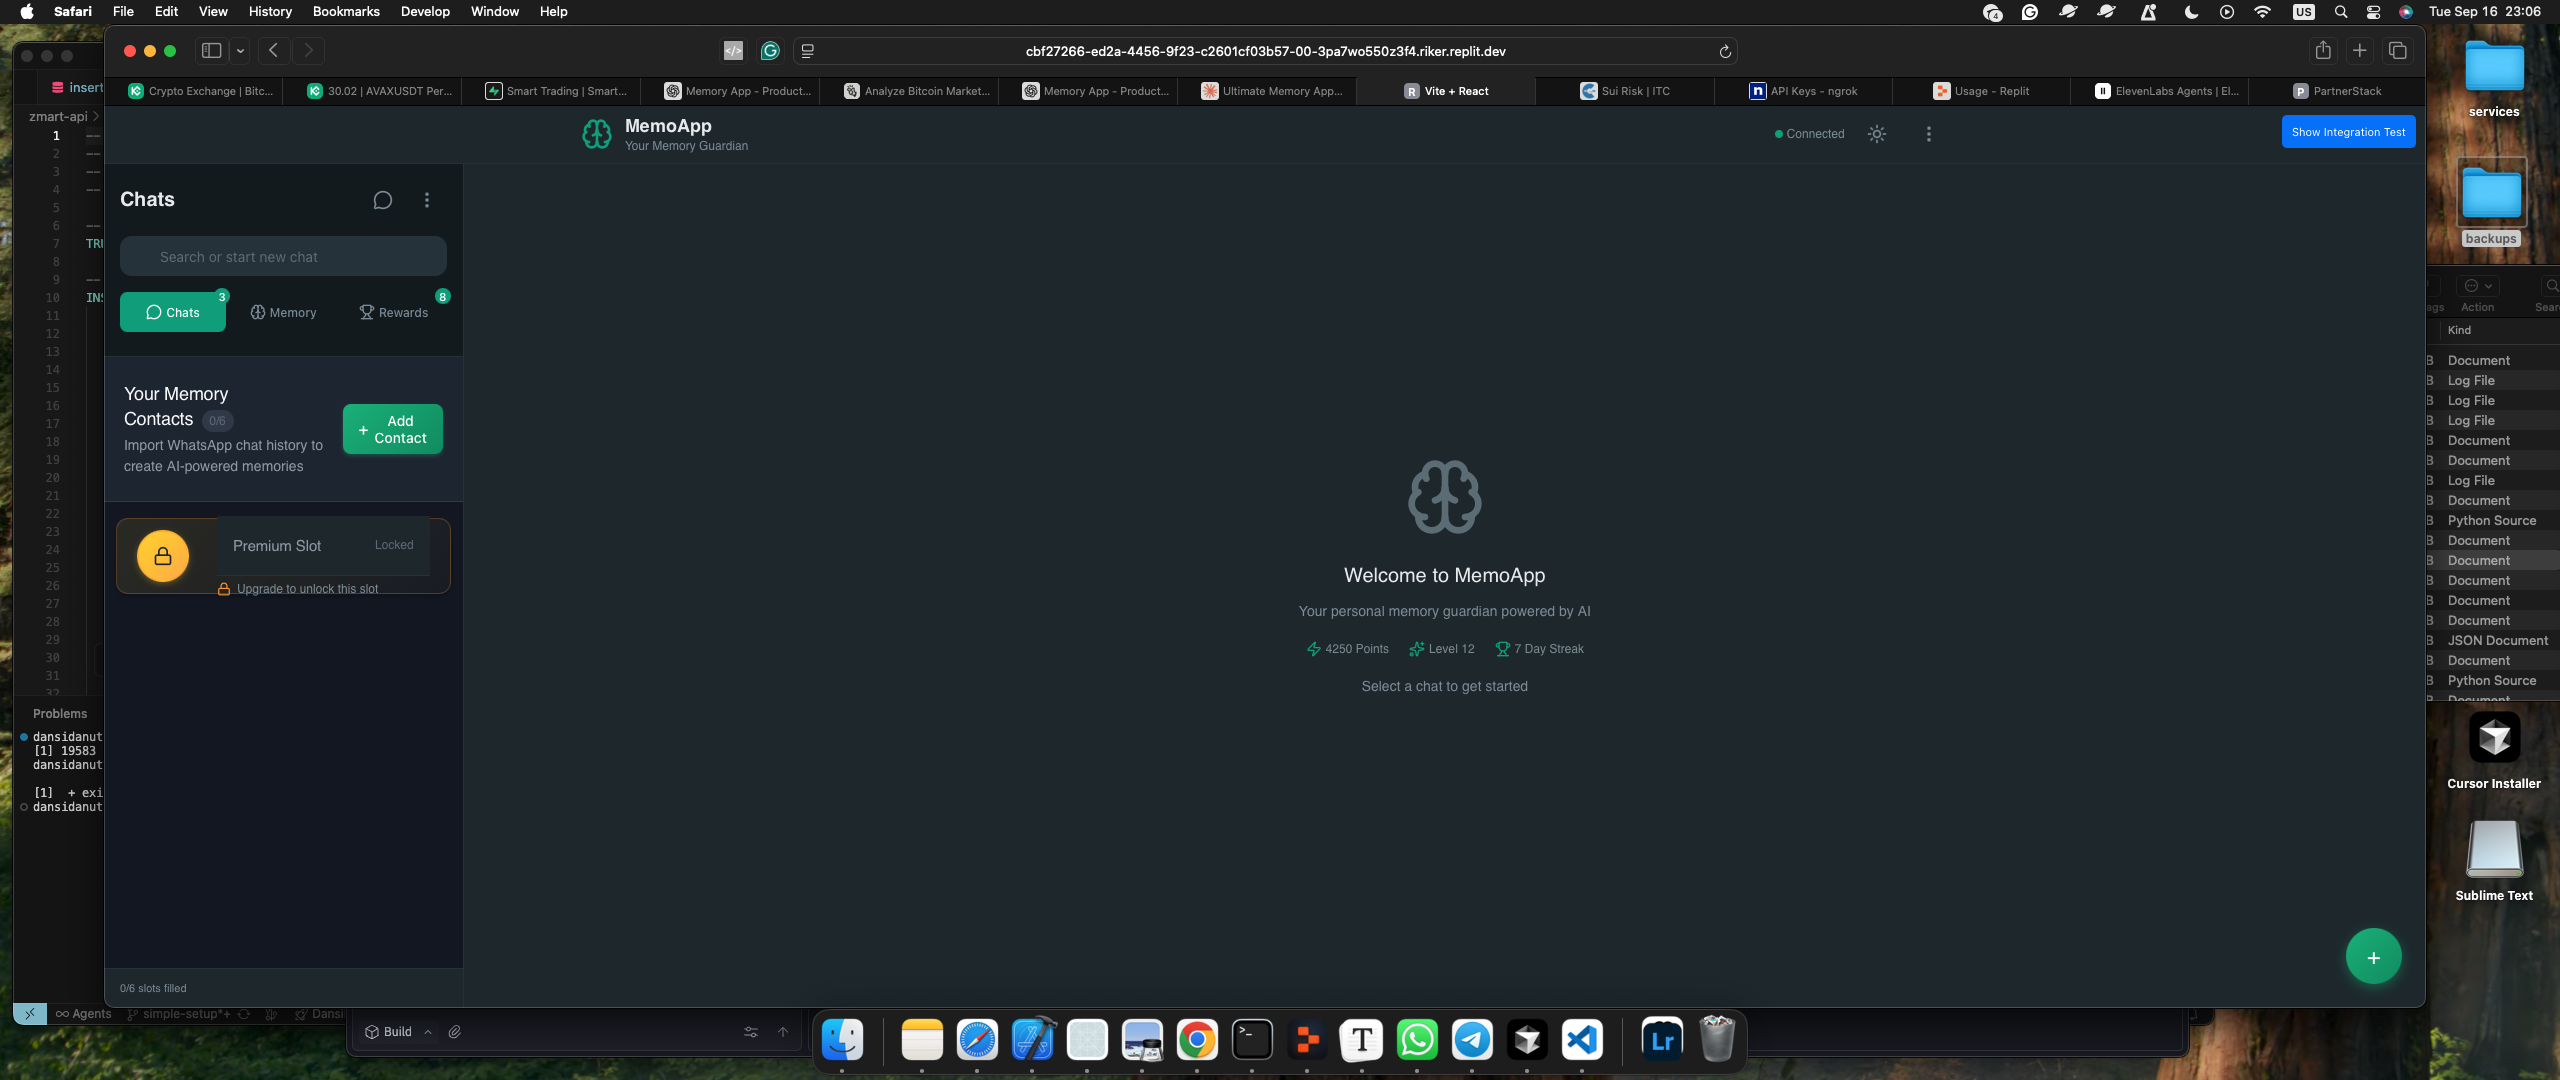 Safari File Edit View History Bookmarks Develop Window Help
4
US
Tue Sep 16 23:06
cbf27266-ed2a-4456-9f23-c2601cf03b57-00-3pa7wo550z3f4.riker.replit.dev
Crypto Exchange | Bitc...
30.02 | AVAXUSDT Per...
Smart Trading | Smart...
Memory App - Product...
Analyze Bitcoin Market...
Memory App - Product...
Ultimate Memory App...
R Vite + React
Sui Risk | ITC
n API Keys - ngrok
Usage - Replit
ElevenLabs Agents | El...
P PartnerStack
MemoApp
Your Memory Guardian
Connected
Show Integration Test
Chats
Search or start new chat
Chats 3
Memory
Rewards 8
Your Memory
Contacts 0/6
Import WhatsApp chat history to
create AI-powered memories
+ Add
Contact
Premium Slot
Locked
Upgrade to unlock this slot
0/6 slots filled
Welcome to MemoApp
Your personal memory guardian powered by AI
4250 Points
Level 12
7 Day Streak
Select a chat to get started
+
insert
zmart-api >
1 --
2 --
3 --
4 --
5
6 --
7 TRU
8
9 --
10 INS
11
12
13
14
15
16
17
18
19
20
21
22
23
24
25
26
27
28
29
30
31
32
Problems
dansidanut
[1] 19583
dansidanut
[1] + exi
dansidanut
Agents
simple-setup*+
Dansi
Build
services
backups
ags
Action
Sear
Kind
B Document
B Log File
B Log File
B Log File
B Document
B Document
B Log File
B Document
B Python Source
B Document
B Document
B Document
B Document
B Document
B JSON Document
B Document
B Python Source
Document
Cursor Installer
Sublime Text
T
Lr